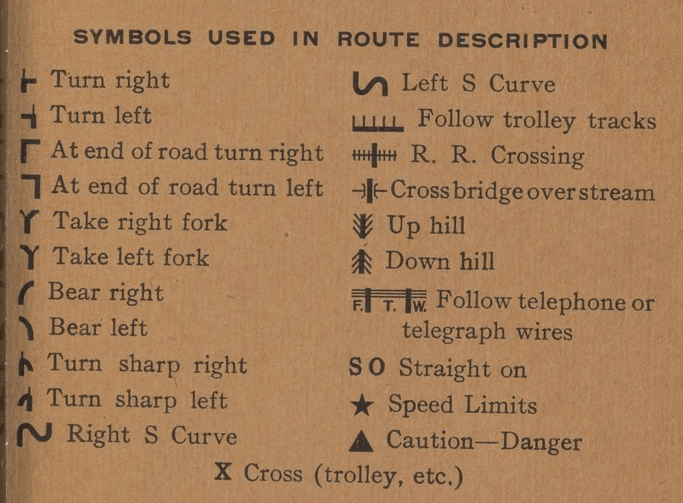 SYMBOLS USED IN ROUTE DESCRIPTION
Turn right
Turn left
At end of road turn right
At end of road turn left
Take right fork
Take left fork
Bear right
Bear left
Turn sharp right
Turn sharp left
Right S Curve
Left S Curve
Follow trolley tracks
R. R. Crossing
Cross bridge over stream
Up hill
Down hill
F. T. W. Follow telephone or
telegraph wires
SO Straight on
★ Speed Limits
▲ Caution—Danger
X Cross (trolley, etc.)